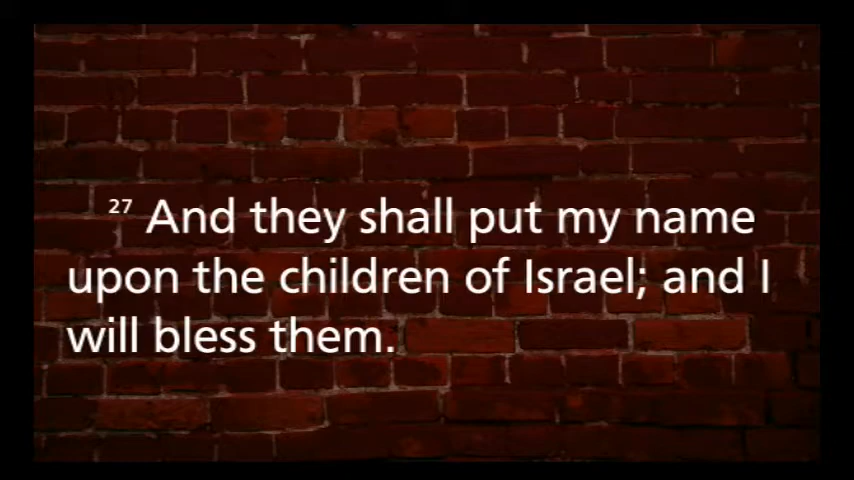 27 And they shall put my name
upon the children of Israel; and I
will bless them.